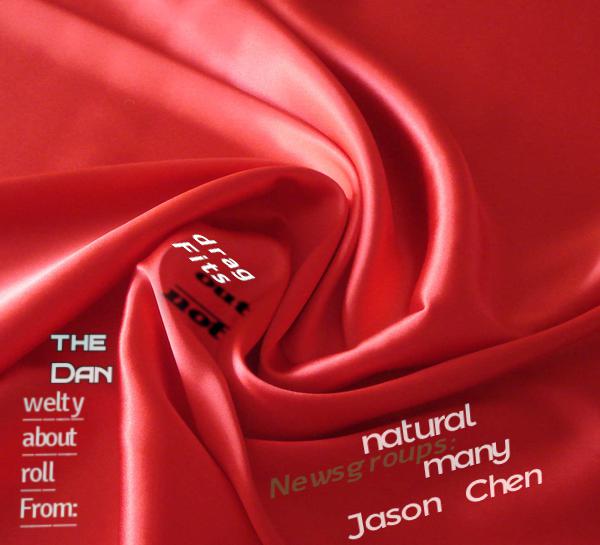 drag
Fits
out
not
THE
DAN
welty
about
roll
From:
natural
Newsgroups:
many
Jason Chen